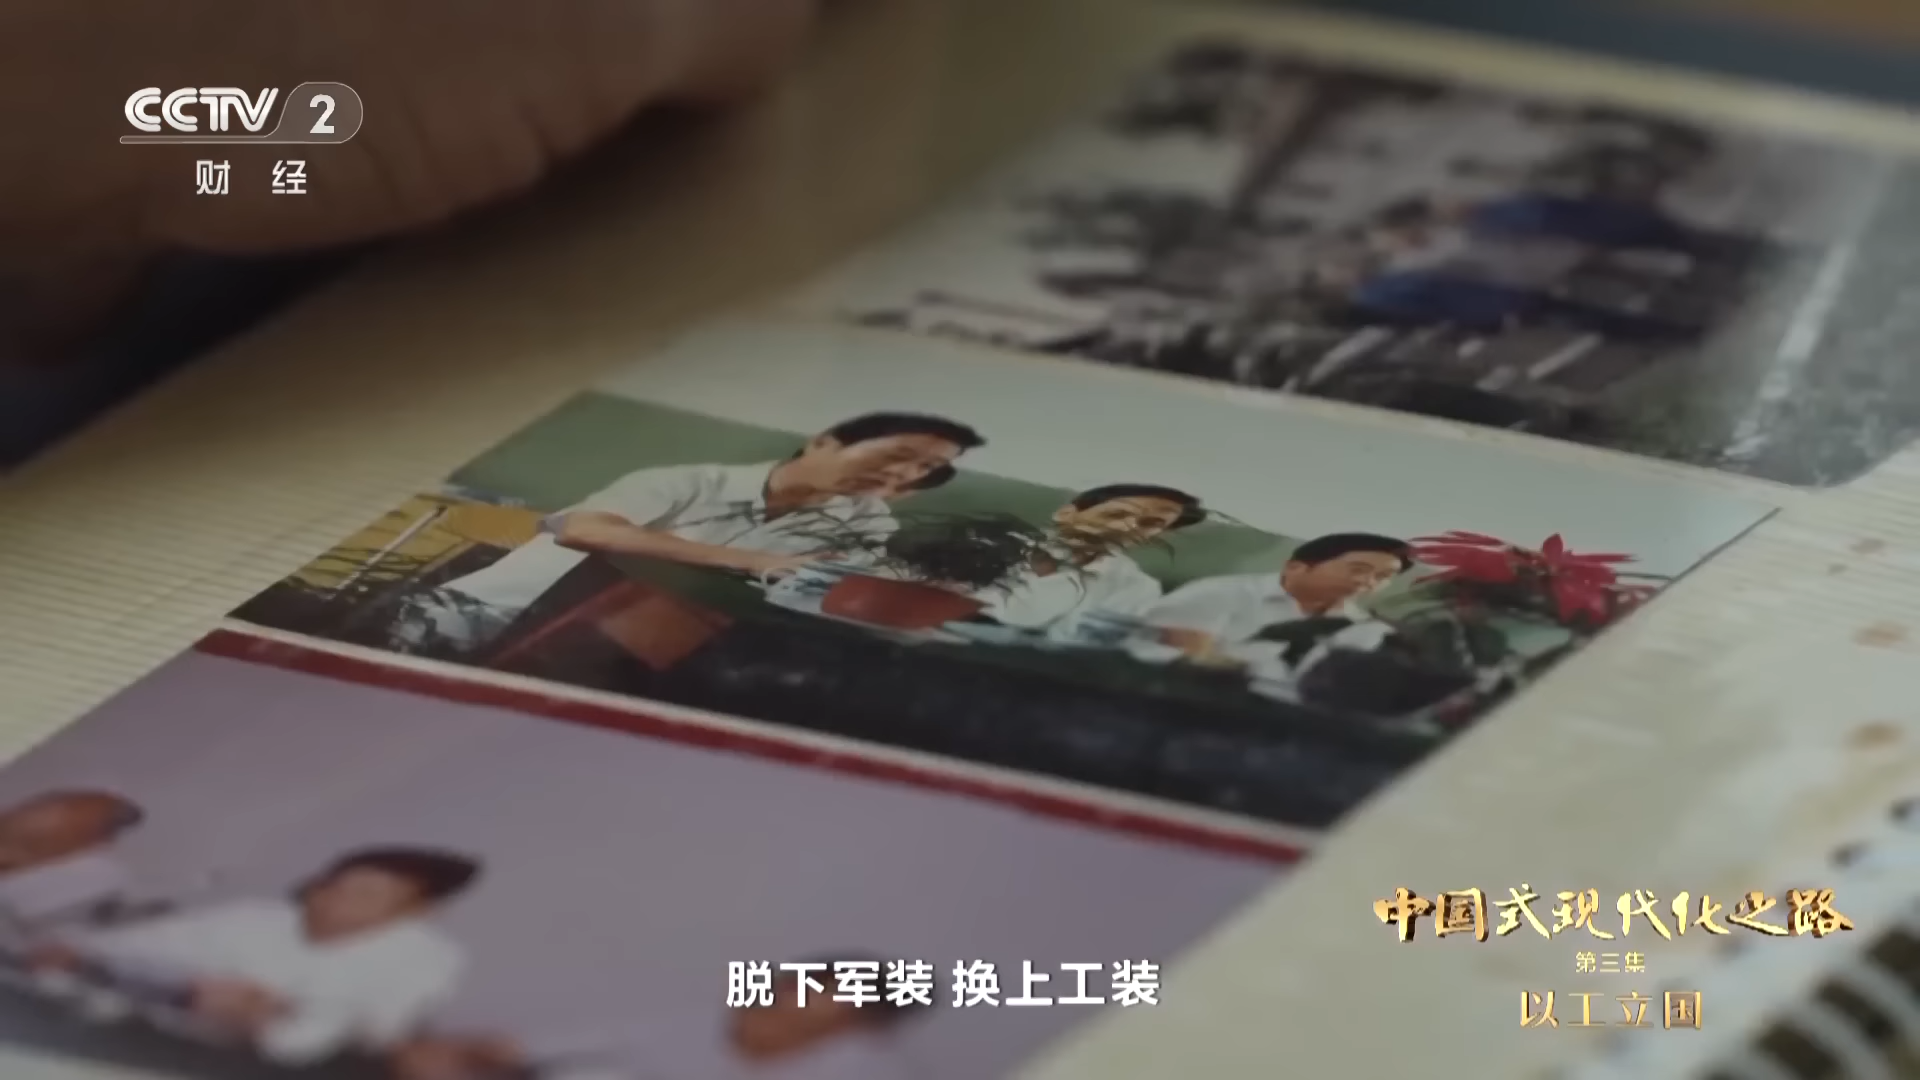 CCTV 2
财 经
脱下军装 换上工装
中国式现代化之路
第三集
以工立国